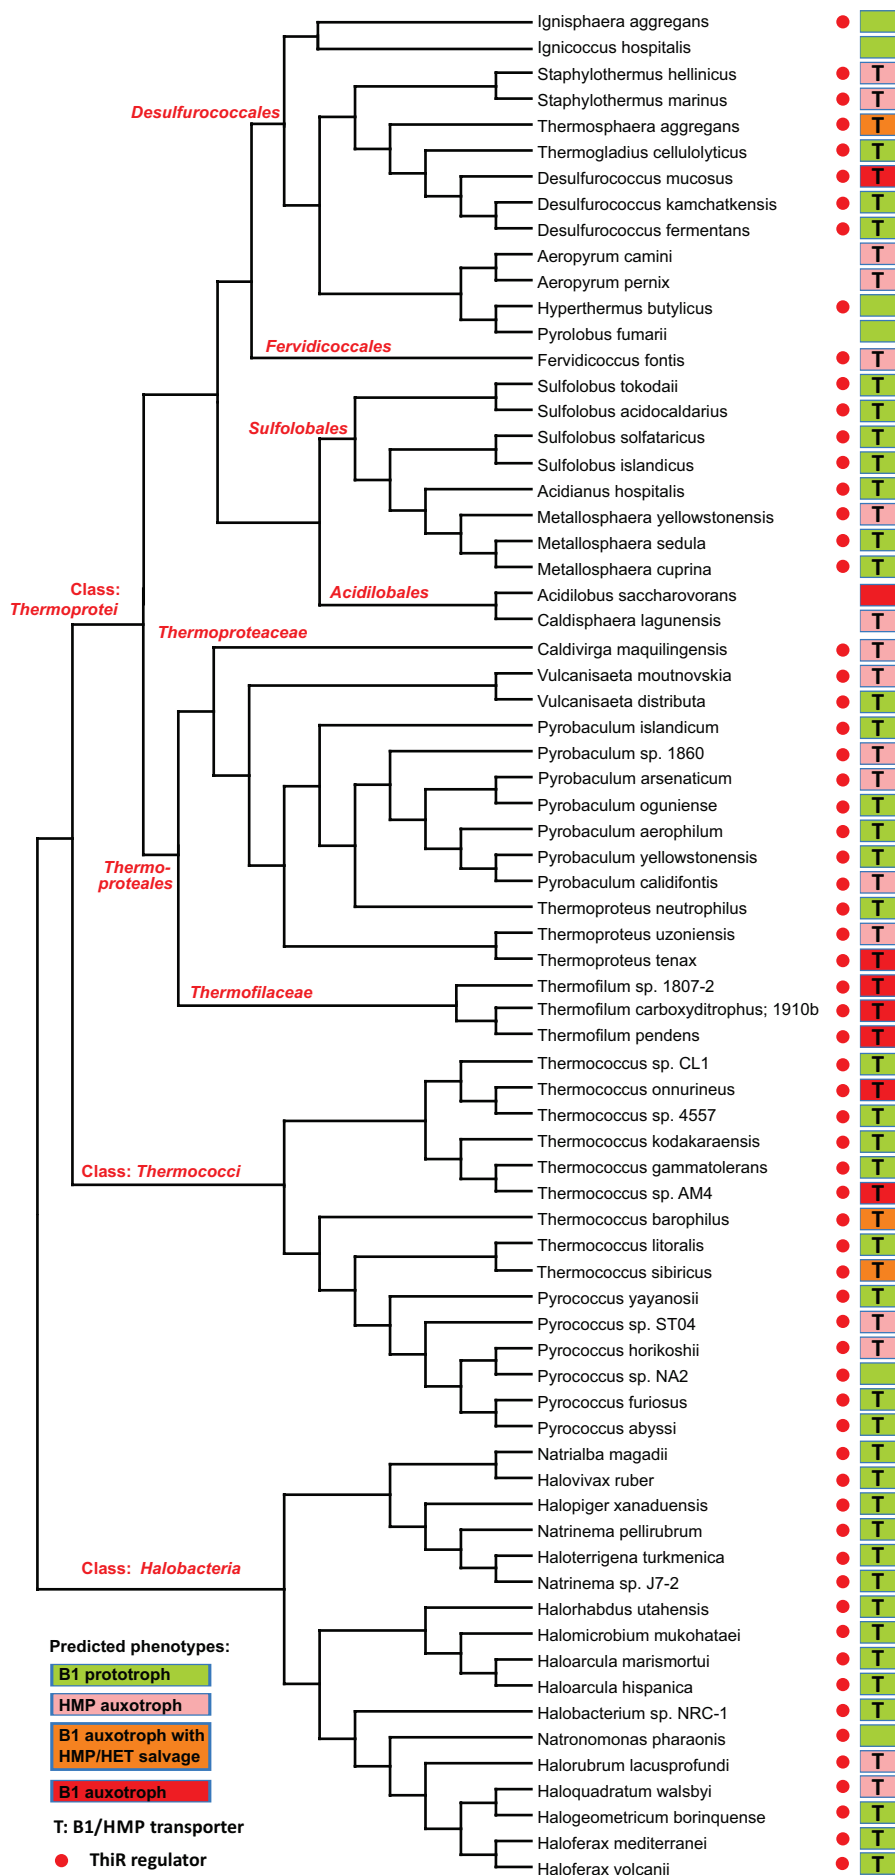 Ignisphaera aggregans
Ignicoccus hospitalis
Staphylothermus hellinicus T
Staphylothermus marinus T
Desulfurococcales
Thermosphaera aggregans T
Thermogladius cellulolyticus T
Desulfurococcus mucosus T
Desulfurococcus kamchatkensis T
Desulfurococcus fermentans T
Aeropyrum camini T
Aeropyrum pernix T
Hyperthermus butylicus
Pyrolobus fumarii
Fervidicoccales
Fervidicoccus fontis T
Sulfolobus tokodaii T
Sulfolobus acidocaldarius T
Sulfolobales
Sulfolobus solfataricus T
Sulfolobus islandicus T
Acidianus hospitalis T
Metallosphaera yellowstonensis T
Metallosphaera sedula T
Metallosphaera cuprina T
Class:
Thermoprotei
Acidilobales
Acidilobus saccharovorans
Caldisphaera lagunensis T
Thermoproteaceae
Caldivirga maquilingensis T
Vulcanisaeta moutnovskia T
Vulcanisaeta distributa T
Pyrobaculum islandicum T
Pyrobaculum sp. 1860 T
Pyrobaculum arsenaticum T
Pyrobaculum oguniense T
Pyrobaculum aerophilum T
Pyrobaculum yellowstonensis T
Pyrobaculum calidifontis T
Thermo-
proteales
Thermoproteus neutrophilus T
Thermoproteus uzoniensis T
Thermoproteus tenax T
Thermofilaceae
Thermofilum sp. 1807-2 T
Thermofilum carboxyditrophus; 1910b T
Thermofilum pendens T
Thermococcus sp. CL1 T
Thermococcus onnurineus T
Thermococcus sp. 4557 T
Thermococcus kodakaraensis T
Class: Thermococci
Thermococcus gammatolerans T
Thermococcus sp. AM4 T
Thermococcus barophilus T
Thermococcus litoralis T
Thermococcus sibiricus T
Pyrococcus yayanosii T
Pyrococcus sp. ST04 T
Pyrococcus horikoshii T
Pyrococcus sp. NA2
Pyrococcus furiosus T
Pyrococcus abyssi T
Natrialba magadii T
Halovivax ruber T
Halopiger xanaduensis T
Natrinema pellirubrum T
Class: Halobacteria
Haloterrigena turkmenica T
Natrinema sp. J7-2 T
Halorhabdus utahensis T
Halomicrobium mukohataei T
Haloarcula marismortui T
Haloarcula hispanica T
Halobacterium sp. NRC-1 T
Natronomonas pharaonis
Halorubrum lacusprofundi T
Haloquadratum walsbyi T
Halogeometricum borinquense T
Haloferax mediterranei T
Haloferax volcanii T
Predicted phenotypes:
B1 prototroph
HMP auxotroph
B1 auxotroph with
HMP/HET salvage
B1 auxotroph
T: B1/HMP transporter
ThiR regulator